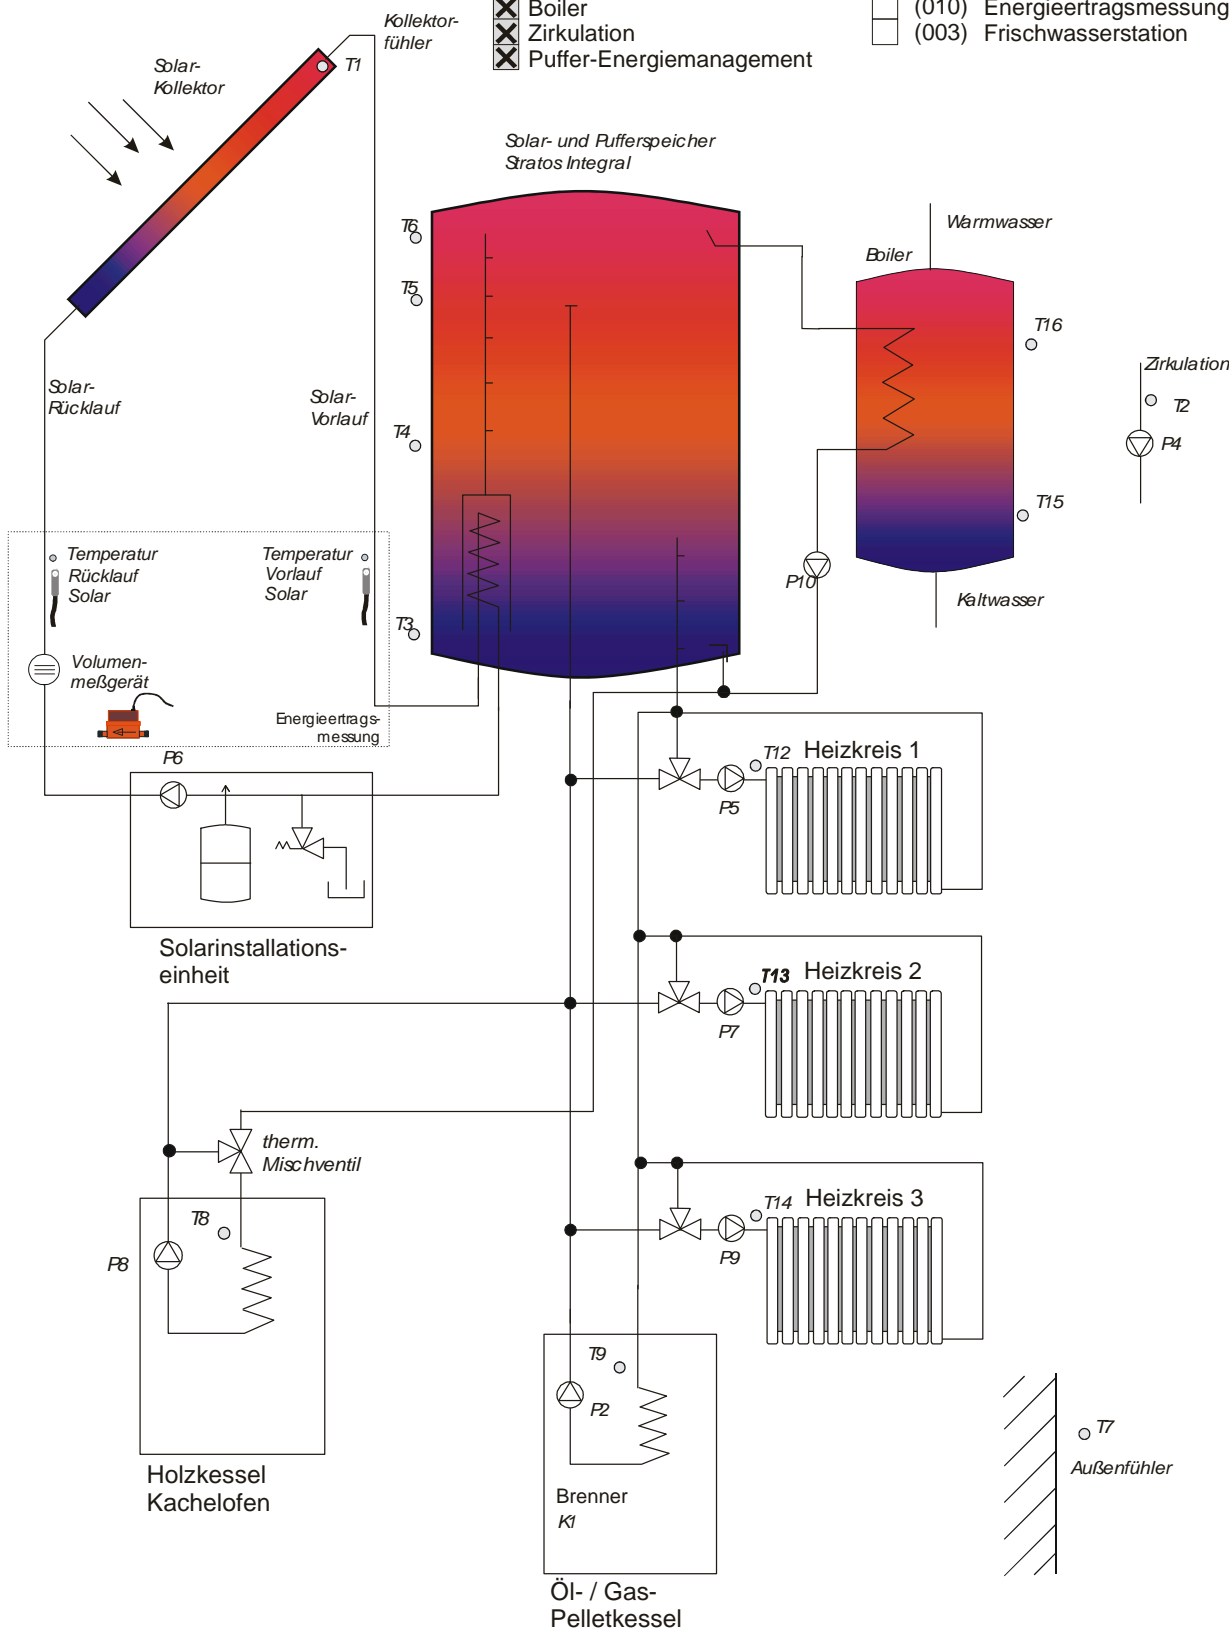 Boiler
Zirkulation
Puffer-Energiemanagement
(010) Energieertragsmessung
(003) Frischwasserstation
Kollektor-
fühler
T1
Solar-
Kollektor
Solar- und Pufferspeicher
Stratos Integral
T6
T5
T4
T3
Warmwasser
Boiler
T16
Zirkulation
T2
P4
T15
P10
Kaltwasser
Solar-
Rücklauf
Solar-
Vorlauf
Temperatur
Rücklauf
Solar
Temperatur
Vorlauf
Solar
Volumen-
meßgerät
Energieertrags-
messung
P6
Solarinstallations-
einheit
T12 Heizkreis 1
P5
T13 Heizkreis 2
P7
therm.
Mischventil
T14 Heizkreis 3
P9
T8
P8
Holzkessel
Kachelofen
T9
P2
Brenner
K1
Öl- / Gas-
Pelletkessel
T7
Außenfühler